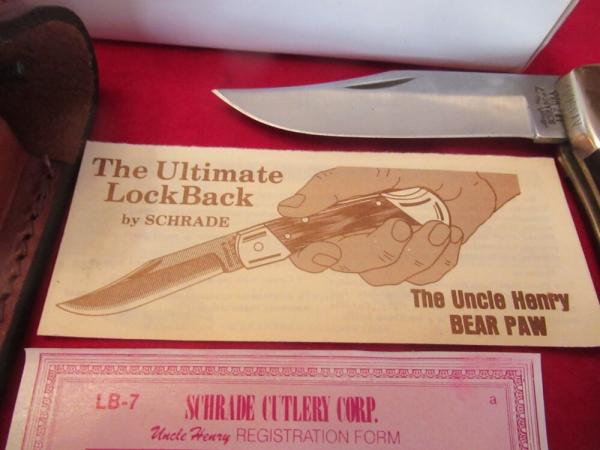 The Ultimate
LockBack
by SCHRADE
The Uncle Henry
BEAR PAW
LB-7
SCHRADE CUTLERY CORP.
a
Uncle Henry REGISTRATION FORM